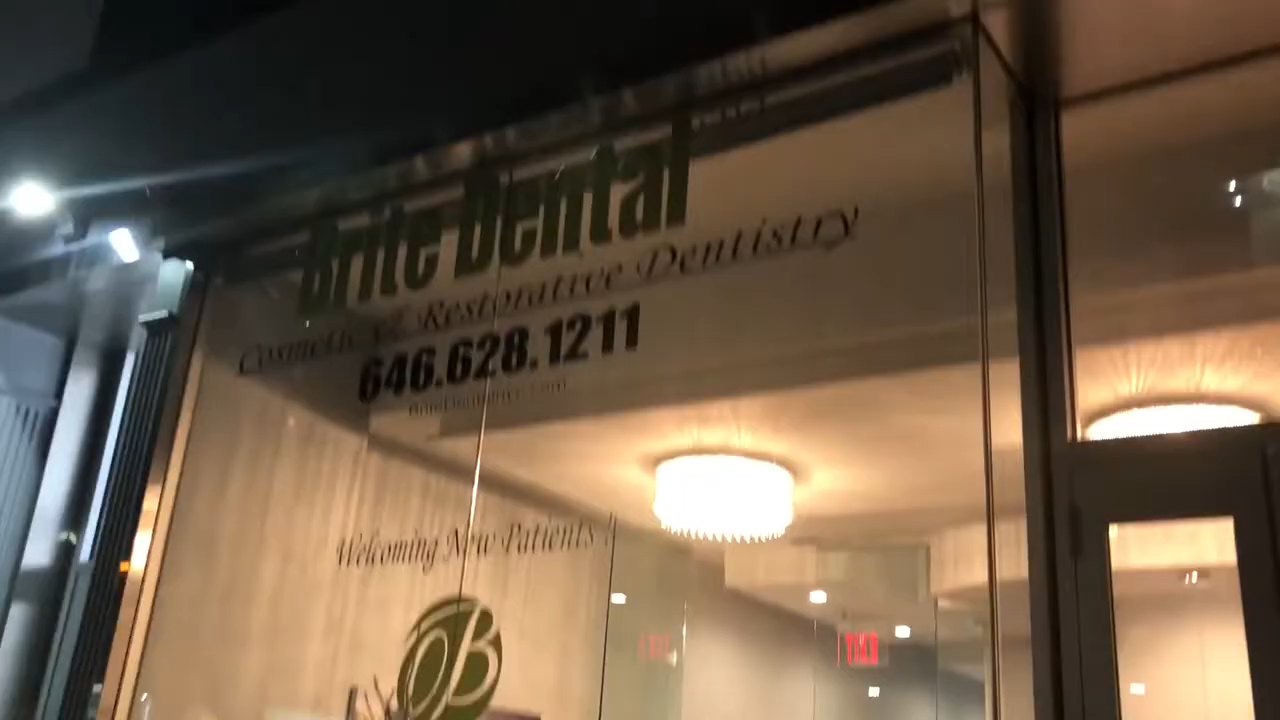 Brite Dental
Cosmetic & Restorative Dentistry
646.628.1211
Welcoming New Patients !
B
EXIT